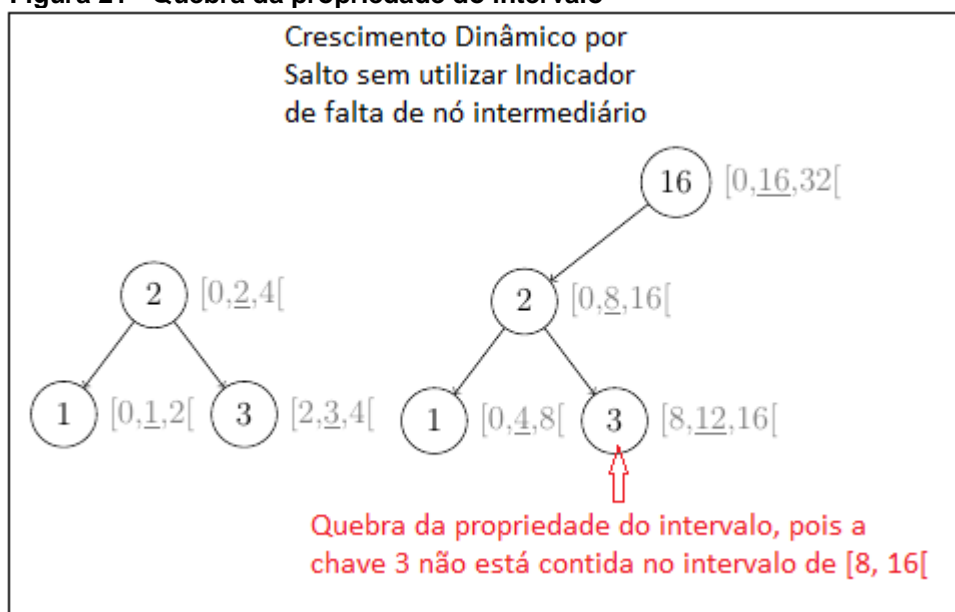 Figura 21 - Quebra da propriedade do intervalo
Crescimento Dinâmico por
Salto sem utilizar Indicador
de falta de nó intermediário
16 [0,16,32[
2 [0,2,4[
2 [0,8,16[
1 [0,1,2[ 3 [2,3,4[
1 [0,4,8[ 3 [8,12,16[
Quebra da propriedade do intervalo, pois a
chave 3 não está contida no intervalo de [8, 16[